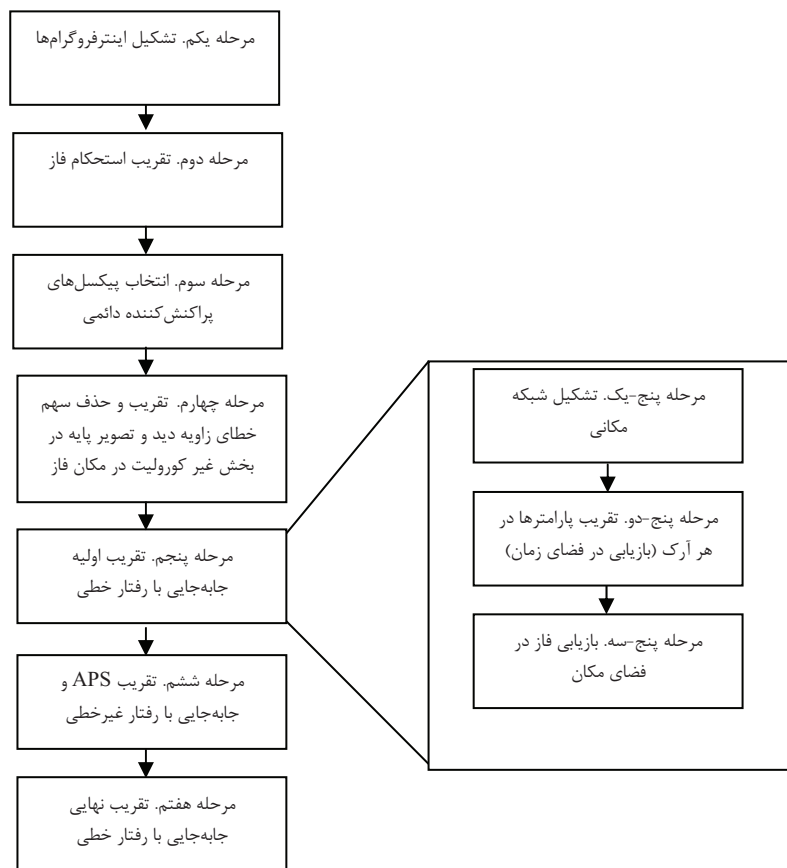 مرحله یکم. تشکیل اینترفروگرام‌ها
مرحله دوم. تقریب استحکام فاز
مرحله سوم. انتخاب پیکسل‌های
پراکنش‌کننده دائمی
مرحله چهارم. تقریب و حذف سهم
خطای زاویه دید و تصویر پایه در
بخش غیر کورولیت در مکان فاز
مرحله پنجم. تقریب اولیه
جابه‌جایی با رفتار خطی
مرحله ششم. تقریب APS و
جابه‌جایی با رفتار غیرخطی
مرحله هفتم. تقریب نهایی
جابه‌جایی با رفتار خطی
مرحله پنج-یک. تشکیل شبکه
مکانی
مرحله پنج-دو. تقریب پارامترها در
هر آرک (بازیابی در فضای زمان)
مرحله پنج-سه. بازیابی فاز در
فضای مکان